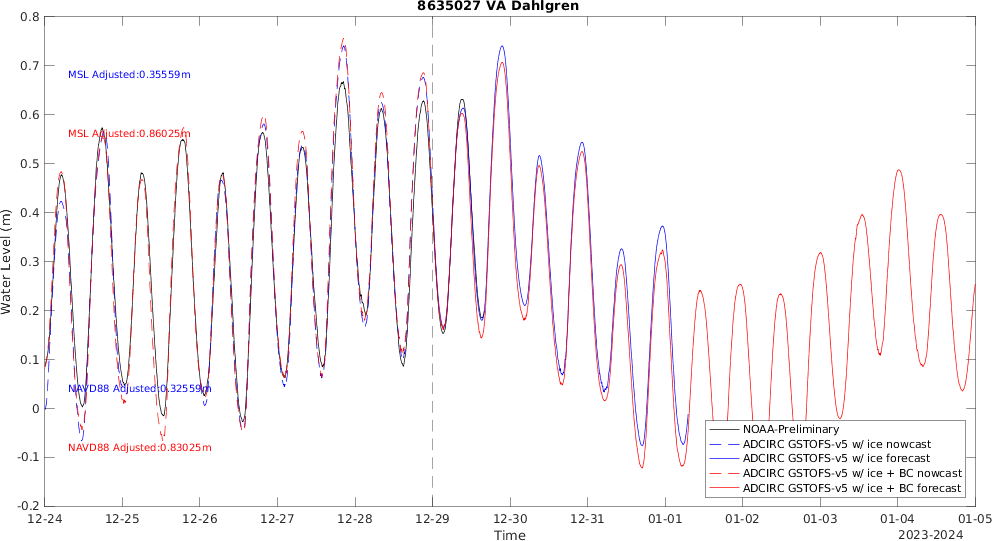 8635027 VA Dahlgren
0.8
0.7
0.6
0.5
0.4
0.3
0.2
0.1
0
-0.1
-0.2
Water Level (m)
MSL Adjusted:0.35559m
MSL Adjusted:0.86025m
NAVD88 Adjusted:0.32559m
NAVD88 Adjusted:0.83025m
NOAA-Preliminary
ADCIRC GSTOFS-v5 w/ ice nowcast
ADCIRC GSTOFS-v5 w/ ice forecast
ADCIRC GSTOFS-v5 w/ ice + BC nowcast
ADCIRC GSTOFS-v5 w/ ice + BC forecast
12-24 12-25 12-26 12-27 12-28 12-29 12-30 12-31 01-01 01-02 01-03 01-04 01-05
Time
2023-2024